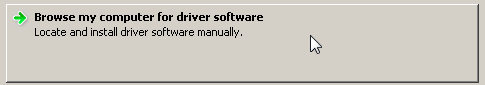 Browse my computer for driver software
Locate and install driver software manually.